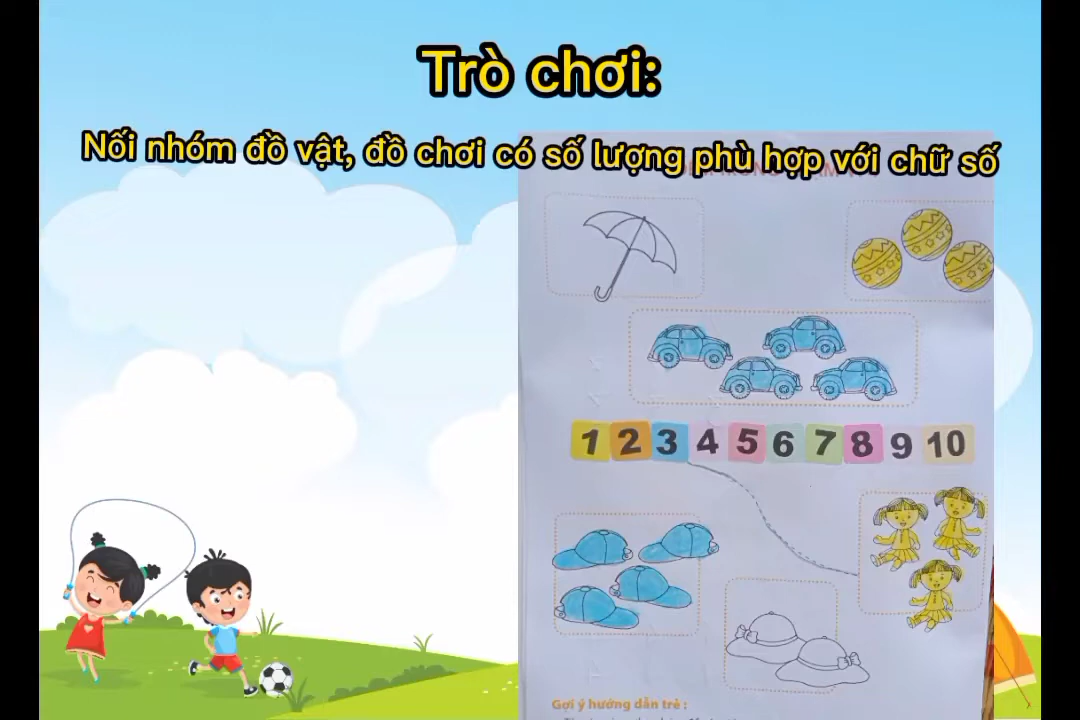 Trò chơi:
Nối nhóm đồ vật, đồ chơi có số lượng phù hợp với chữ số
1 2 3 4 5 6 7 8 9 10
Gợi ý hướng dẫn trẻ :